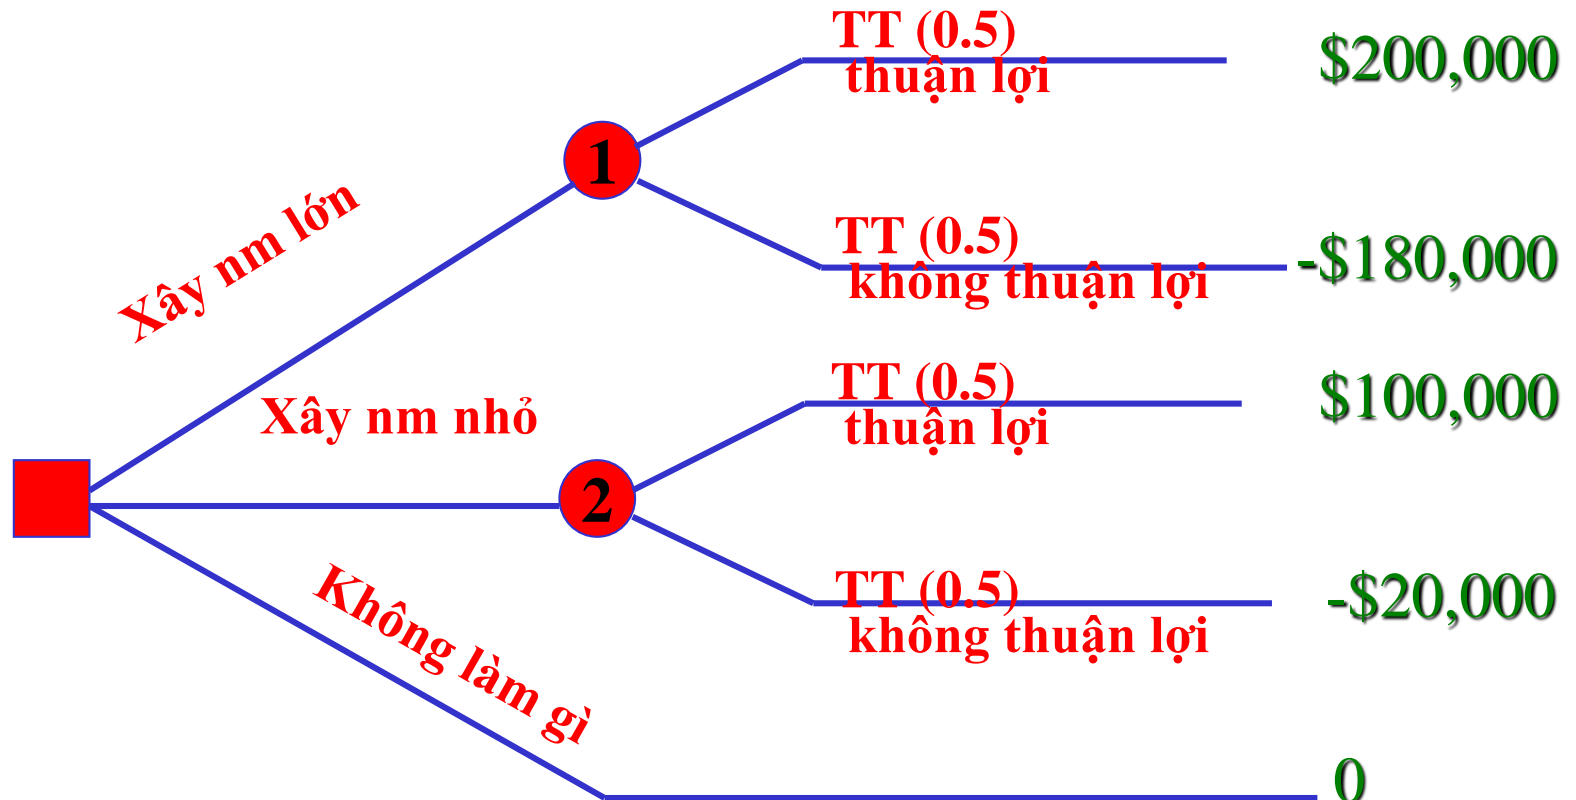 TT (0.5)
thuận lợi
$200,000
1
Xây nm lớn
TT (0.5)
không thuận lợi
-$180,000
TT (0.5)
thuận lợi
$100,000
Xây nm nhỏ
2
TT (0.5)
không thuận lợi
-$20,000
Không làm gì
0